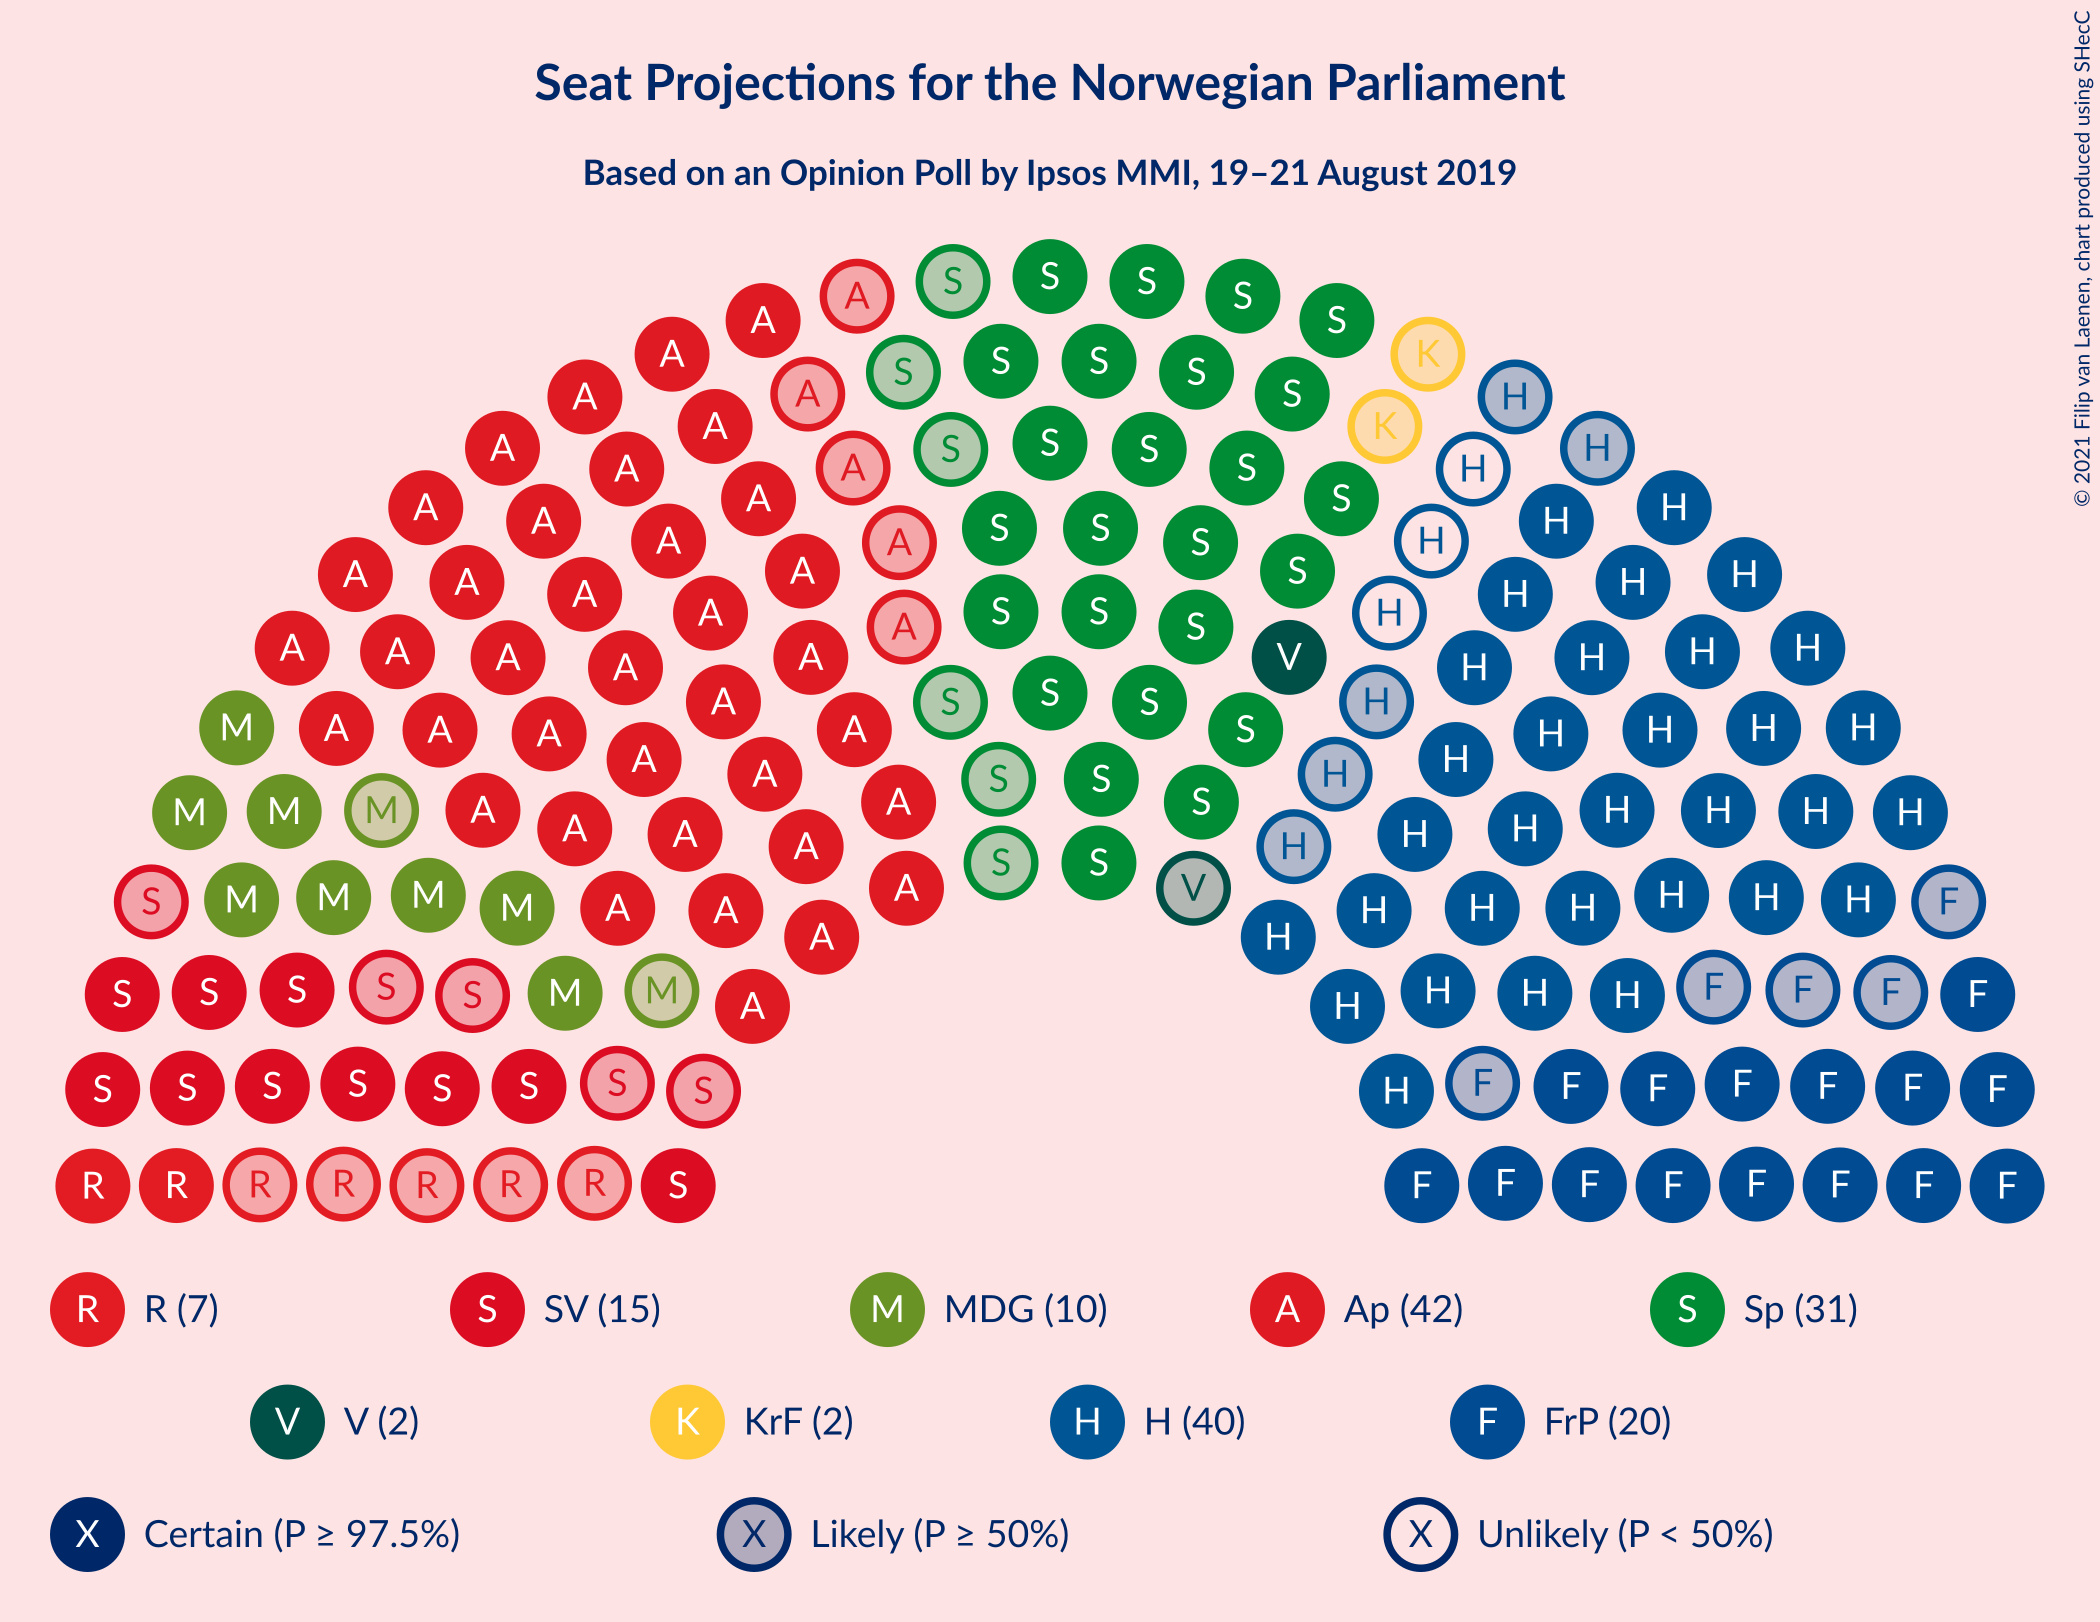 © 2021 Filip van Laenen, chart produced using SHecC
Seat Projections for the Norwegian Parliament
Based on an Opinion Poll by Ipsos MMI, 19–21 August 2019
A S S S S
A S
A S S S S K
A A S H
A A S S S K H
A A S H
A A A S H H
A A S S S H
A A A A S H H H
A A S S S H
A A A A A V H H H H
A S S S H
M A A A A S H H H H
A A S S H H
M M M A A A A S H H H H H H
A S S H
S M M M M A A A V H H H H H H F
A H
S S S S S M M A H H H H F F F F
S S S S S S S S H F F F F F F F
R R R R R R R S F F F F F F F F
R R (7) S SV (15) M MDG (10) A Ap (42) S Sp (31)
V V (2) K KrF (2) H H (40) F FrP (20)
X Certain (P ≥ 97.5%) X Likely (P ≥ 50%) X Unlikely (P < 50%)